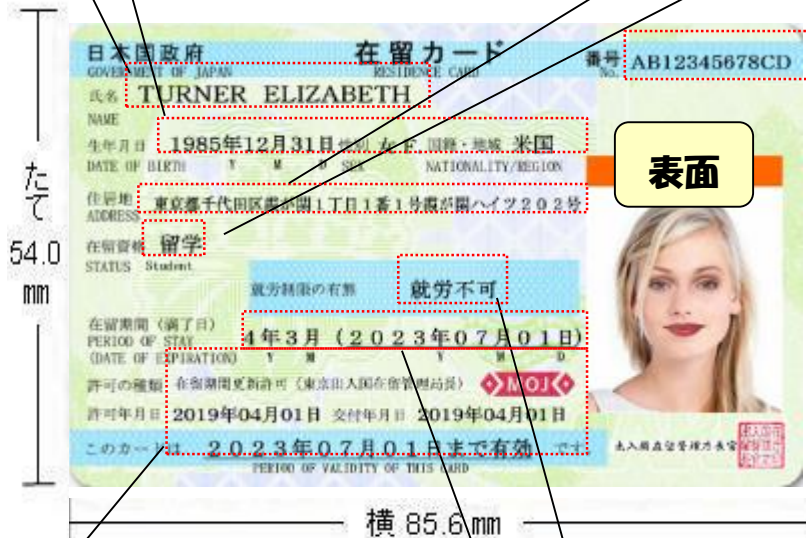 日本国政府 在留カード 番号 AB12345678CD
GOVERNMENT OF JAPAN RESIDENCE CARD No.
氏名 TURNER ELIZABETH
NAME
生年月日 1985年12月31日 性別 女 F. 国籍・地域 米国
DATE OF BIRTH Y M D SEX NATIONALITY/REGION
表面
住居地 東京都千代田区霞が関1丁目1番1号霞が関ハイツ202号
ADDRESS
在留資格 留学
STATUS Student
就労制限の有無 就労不可
在留期間(満了日)
PERIOD OF STAY 4年3月(2023年07月01日)
(DATE OF EXPIRATION) Y M Y M D
許可の種類 在留期間更新許可(東京出入国在留管理局長) MOJ
許可年月日 2019年04月01日 交付年月日 2019年04月01日
このカードは 2023年07月01日まで有効 です。
PERIOD OF VALIDITY OF THIS CARD
出入国在留管理庁長官
たて
54.0
mm
横 85.6mm